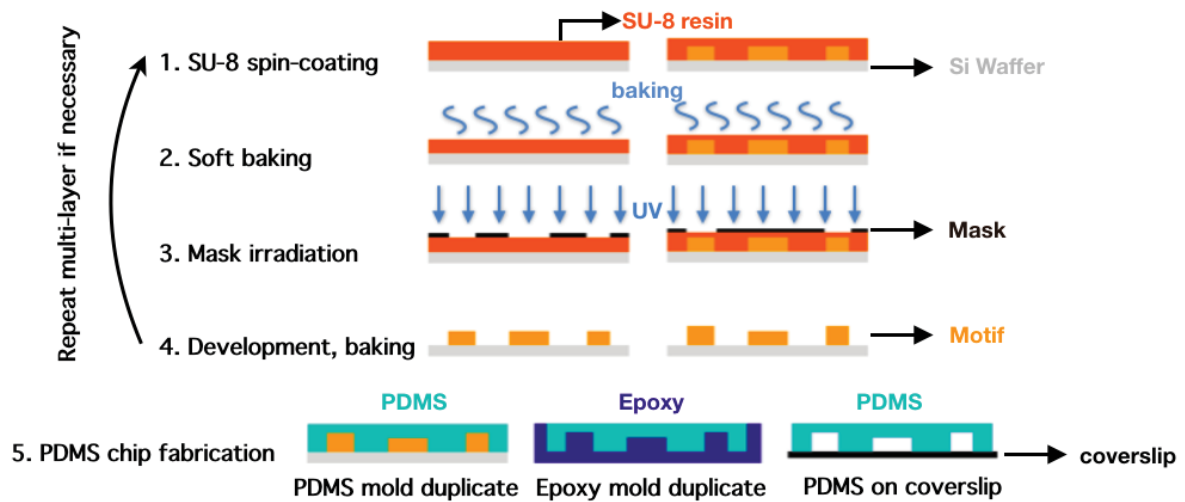 Repeat multi-layer if necessary
SU-8 resin
1. SU-8 spin-coating
Si Waffer
baking
2. Soft baking
UV
Mask
3. Mask irradiation
Motif
4. Development, baking
PDMS
Epoxy
PDMS
5. PDMS chip fabrication
coverslip
PDMS mold duplicate
Epoxy mold duplicate
PDMS on coverslip